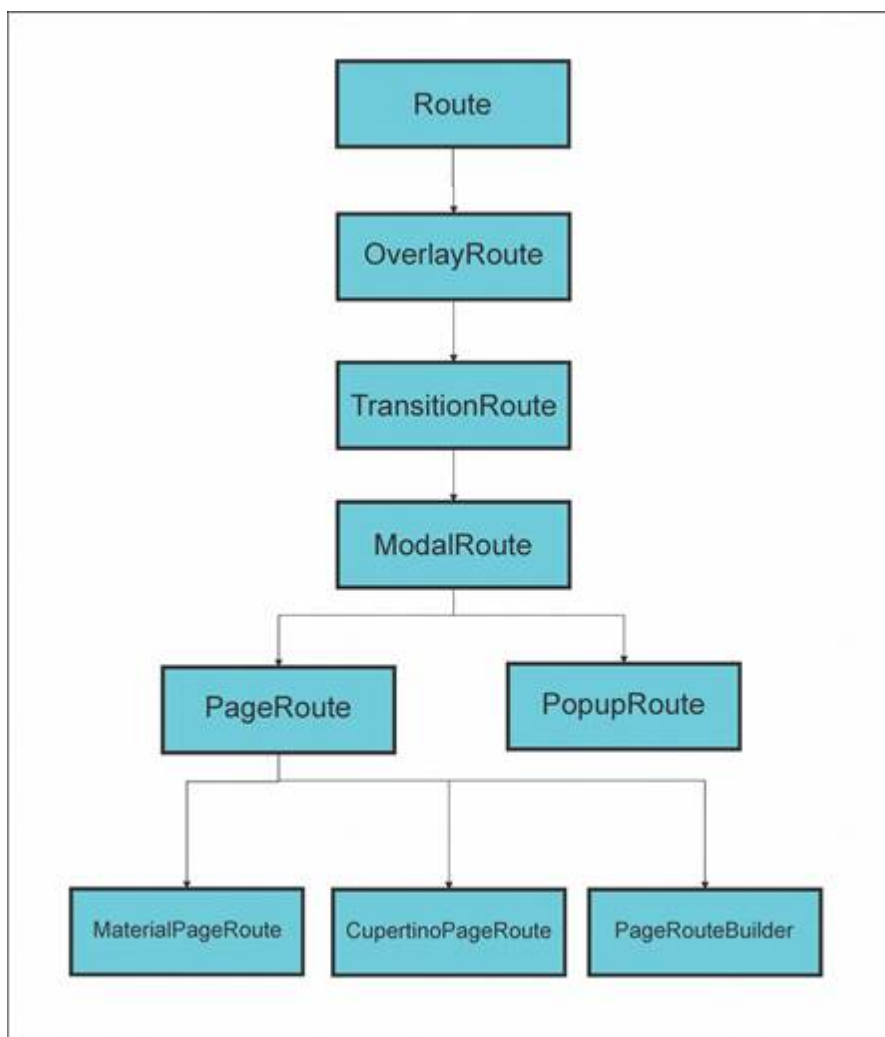 Route
OverlayRoute
TransitionRoute
ModalRoute
PageRoute
PopupRoute
MaterialPageRoute
CupertinoPageRoute
PageRouteBuilder